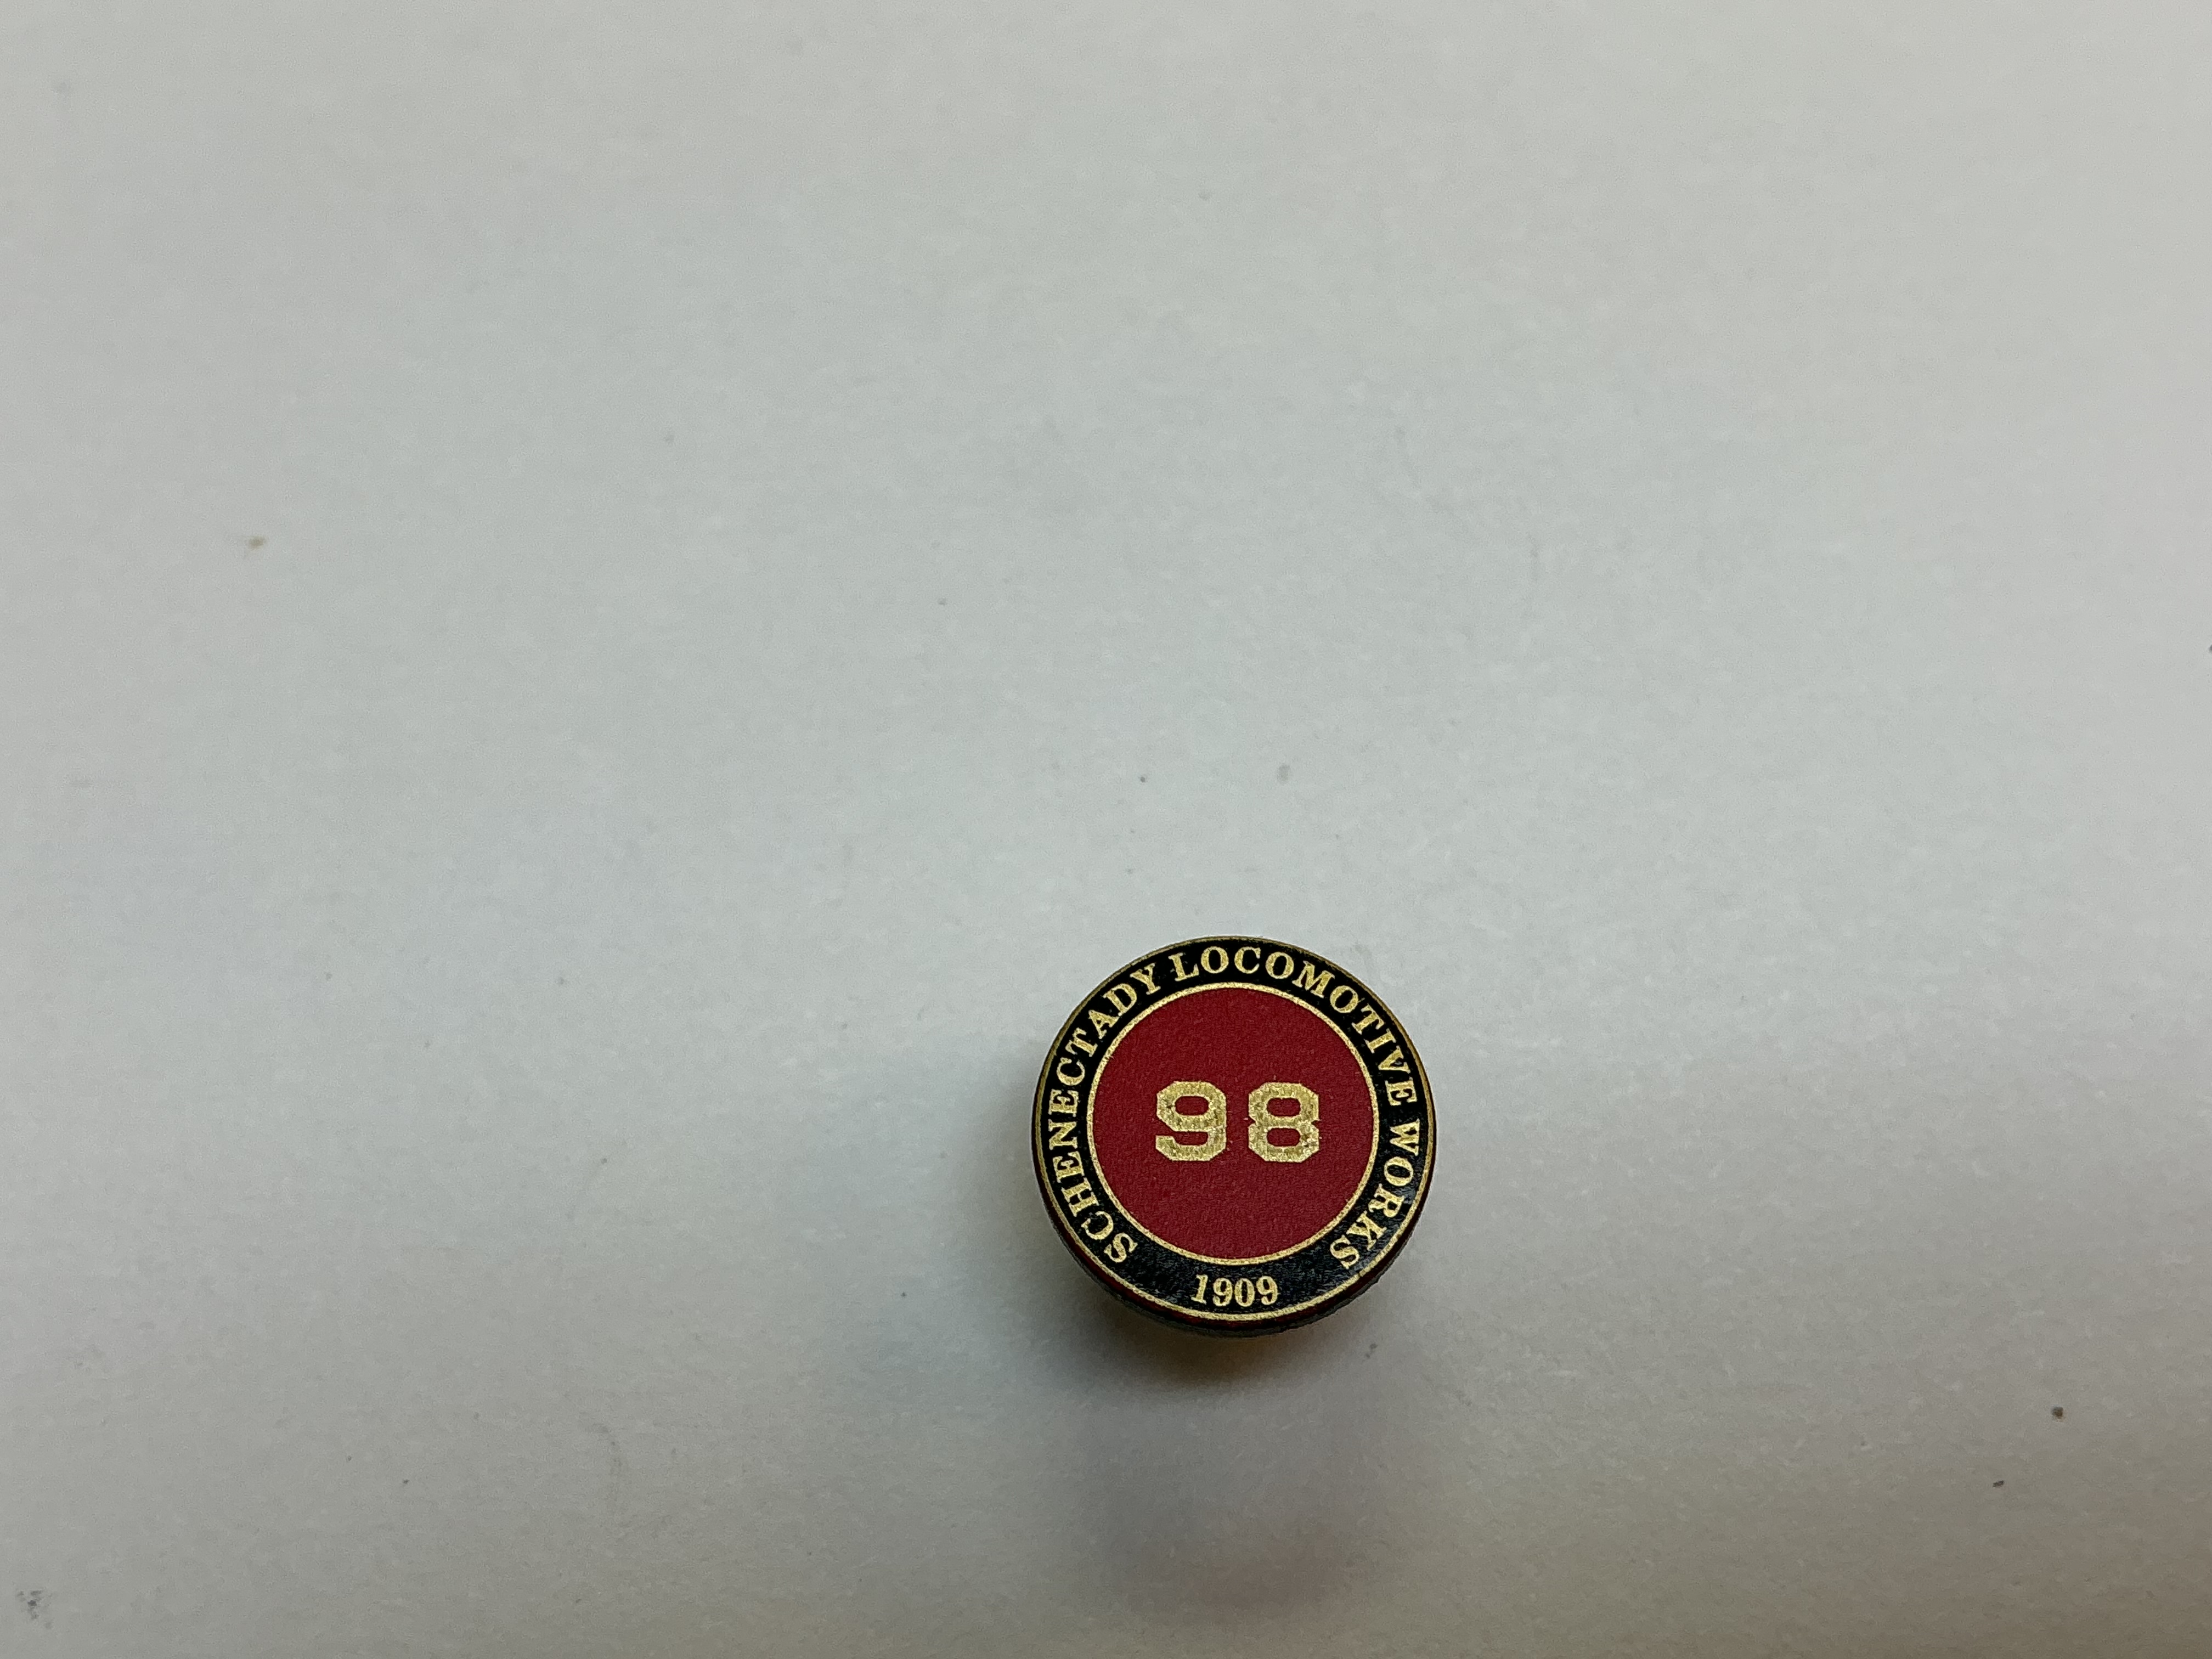 SCHENECTADY LOCOMOTIVE WORKS
98
1909